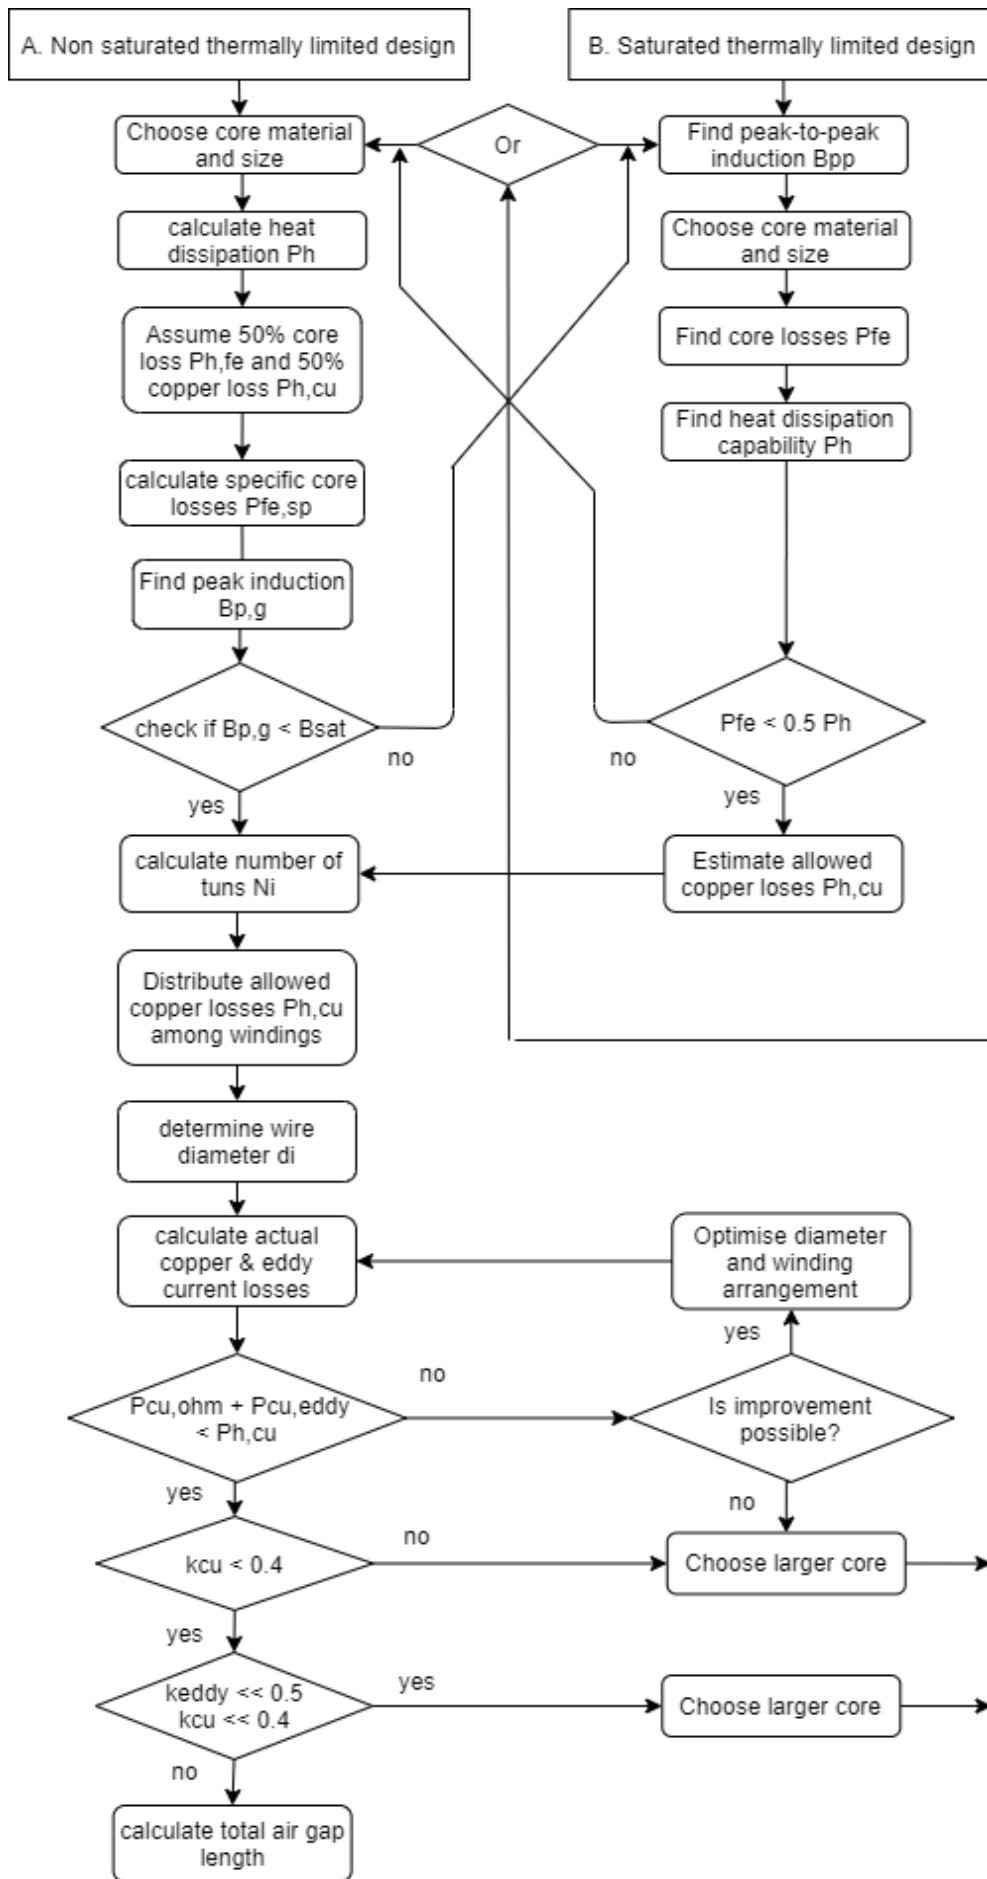 A. Non saturated thermally limited design
B. Saturated thermally limited design
Choose core material
and size
Or
Find peak-to-peak
induction Bpp
calculate heat
dissipation Ph
Choose core material
and size
Assume 50% core
loss Ph,fe and 50%
copper loss Ph,cu
Find core losses Pfe
Find heat dissipation
capability Ph
calculate specific core
losses Pfe,sp
Find peak induction
Bp,g
check if Bp,g < Bsat
no
yes
Pfe < 0.5 Ph
no
yes
calculate number of
tuns Ni
Estimate allowed
copper loses Ph,cu
Distribute allowed
copper losses Ph,cu
among windings
determine wire
diameter di
calculate actual
copper & eddy
current losses
Optimise diameter
and winding
arrangement
yes
Pcu,ohm + Pcu,eddy
< Ph,cu
no
Is improvement
possible?
yes
no
kcu < 0.4
no
Choose larger core
yes
keddy << 0.5
kcu << 0.4
yes
Choose larger core
no
calculate total air gap
length